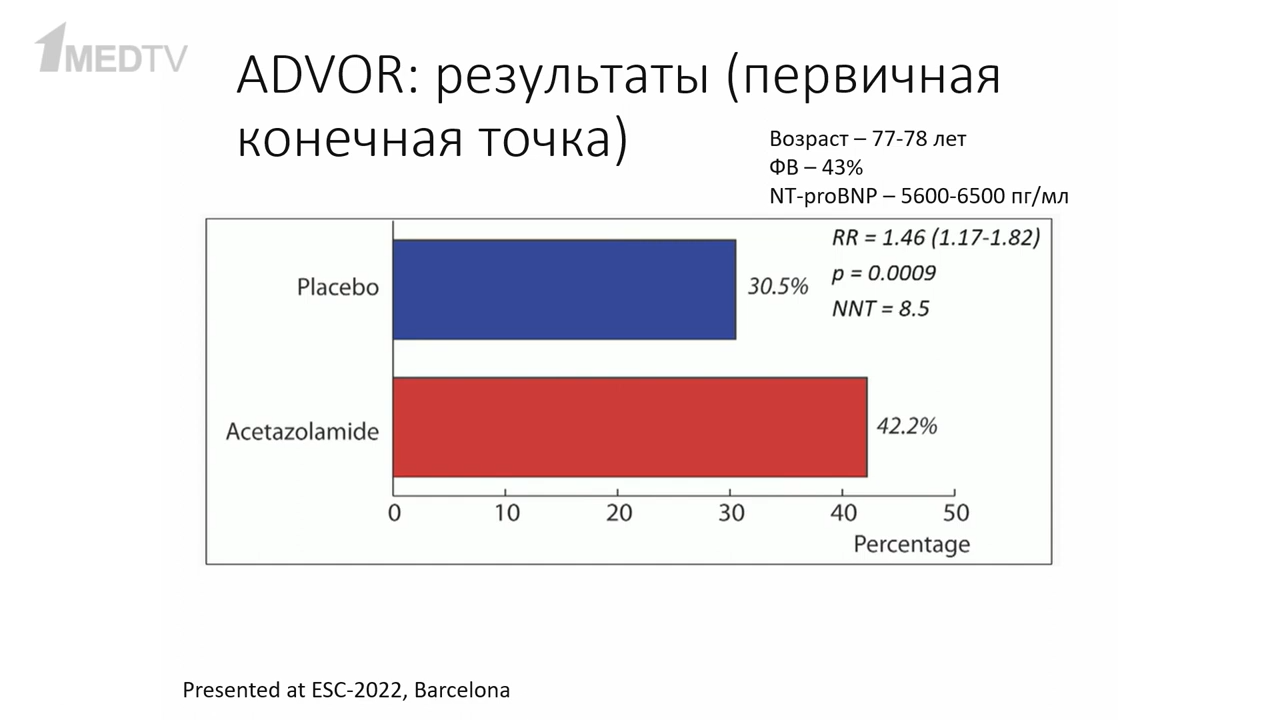 1MEDTV
ADVOR: результаты (первичная
конечная точка)
Возраст – 77-78 лет
ФВ – 43%
NT-proBNP – 5600-6500 пг/мл
RR = 1.46 (1.17-1.82)
p = 0.0009
NNT = 8.5
Placebo
30.5%
Acetazolamide
42.2%
0 10 20 30 40 50
Percentage
Presented at ESC-2022, Barcelona